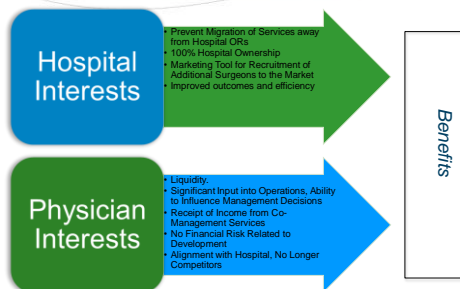 Hospital
Interests
• Prevent Migration of Services away
from Hospital ORs
• 100% Hospital Ownership
• Marketing Tool for Recruitment of
Additional Surgeons to the Market
• Improved outcomes and efficiency
Physician
Interests
• Liquidity.
• Significant Input into Operations, Ability
to Influence Management Decisions
• Receipt of Income from Co-
Management Services
• No Financial Risk Related to
Development
• Alignment with Hospital, No Longer
Competitors
Benefits